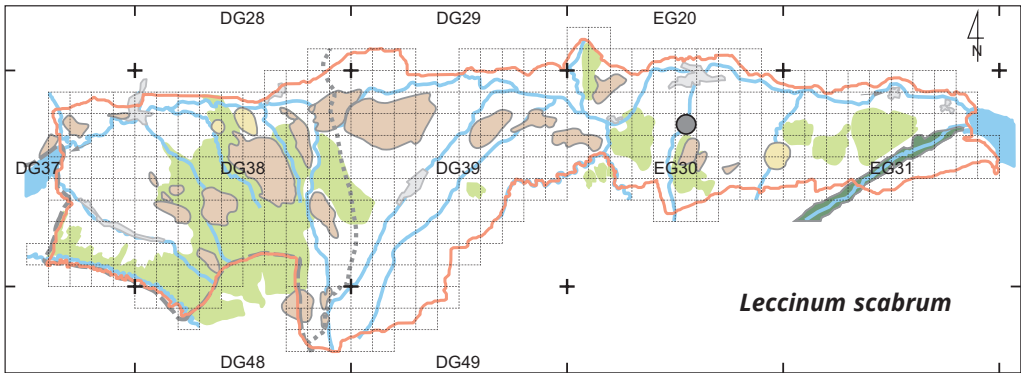 DG28 DG29 EG20
N
DG37 DG38 DG39 EG30 EG31
Leccinum scabrum
DG48 DG49